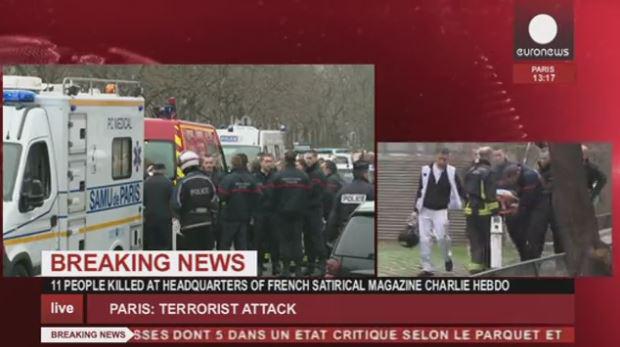 euronews
PARIS
13:17
PC MEDICAL
SAMU de PARIS
POLICE
POLICE
BREAKING NEWS
11 PEOPLE KILLED AT HEADQUARTERS OF FRENCH SATIRICAL MAGAZINE CHARLIE HEBDO
live PARIS: TERRORIST ATTACK
BREAKING NEWS SSES DONT 5 DANS UN ETAT CRITIQUE SELON LE PARQUET ET